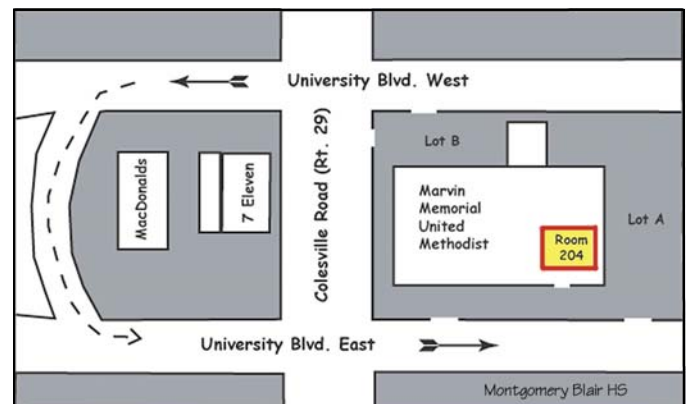 University Blvd. West
MacDonalds
7 Eleven
Colesville Road (Rt. 29)
Lot B
Marvin
Memorial
United
Methodist
Room
204
Lot A
University Blvd. East
Montgomery Blair HS